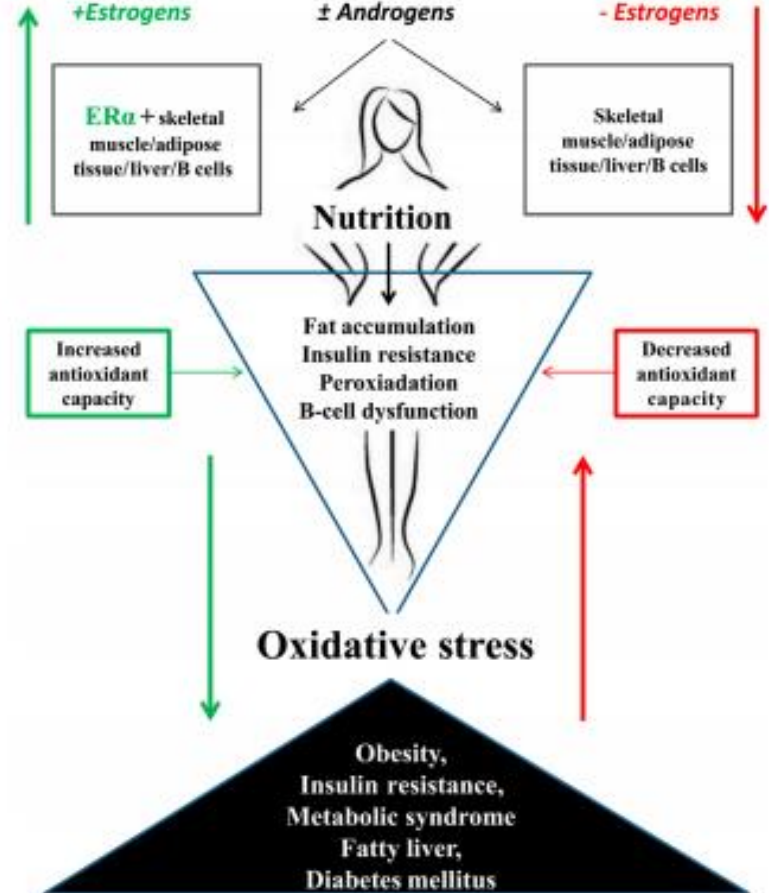 +Estrogens
± Androgens
- Estrogens
ERα + skeletal
muscle/adipose
tissue/liver/B cells
Skeletal
muscle/adipose
tissue/liver/B cells
Nutrition
Fat accumulation
Insulin resistance
Peroxiadation
B-cell dysfunction
Increased
antioxidant
capacity
Decreased
antioxidant
capacity
Oxidative stress
Obesity,
Insulin resistance,
Metabolic syndrome
Fatty liver,
Diabetes mellitus